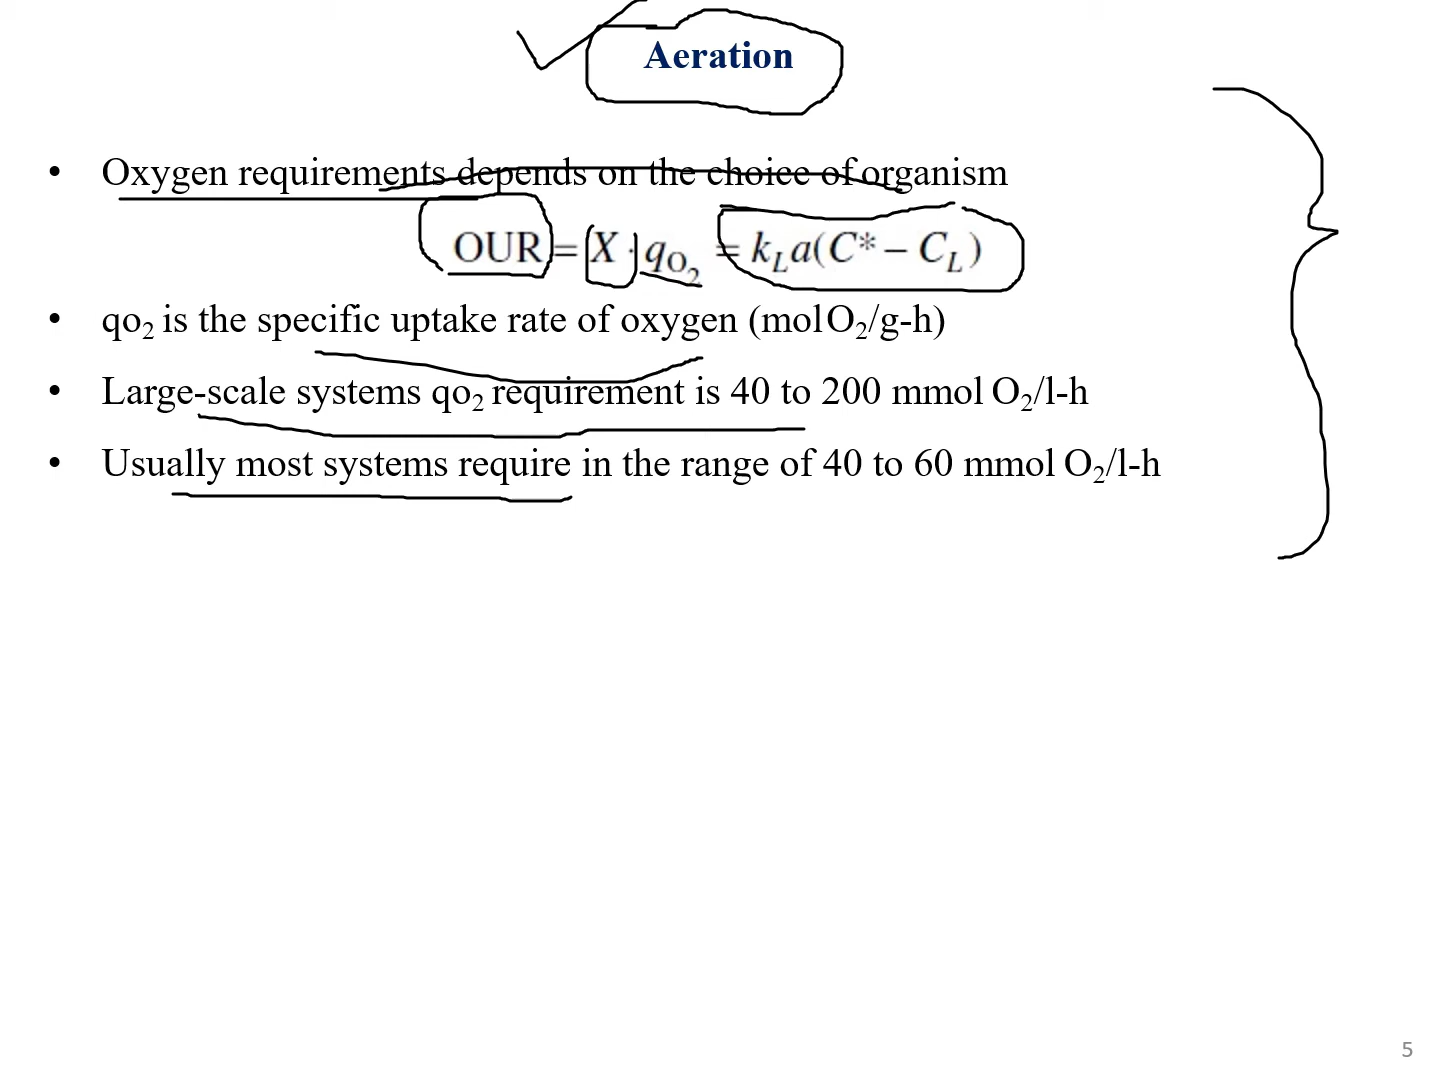 Aeration
• Oxygen requirements depends on the choice of organism
OUR = X · qO₂ = kLa(C* – CL)
• qo₂ is the specific uptake rate of oxygen (mol O₂/g-h)
• Large-scale systems qo₂ requirement is 40 to 200 mmol O₂/l-h
• Usually most systems require in the range of 40 to 60 mmol O₂/l-h
5